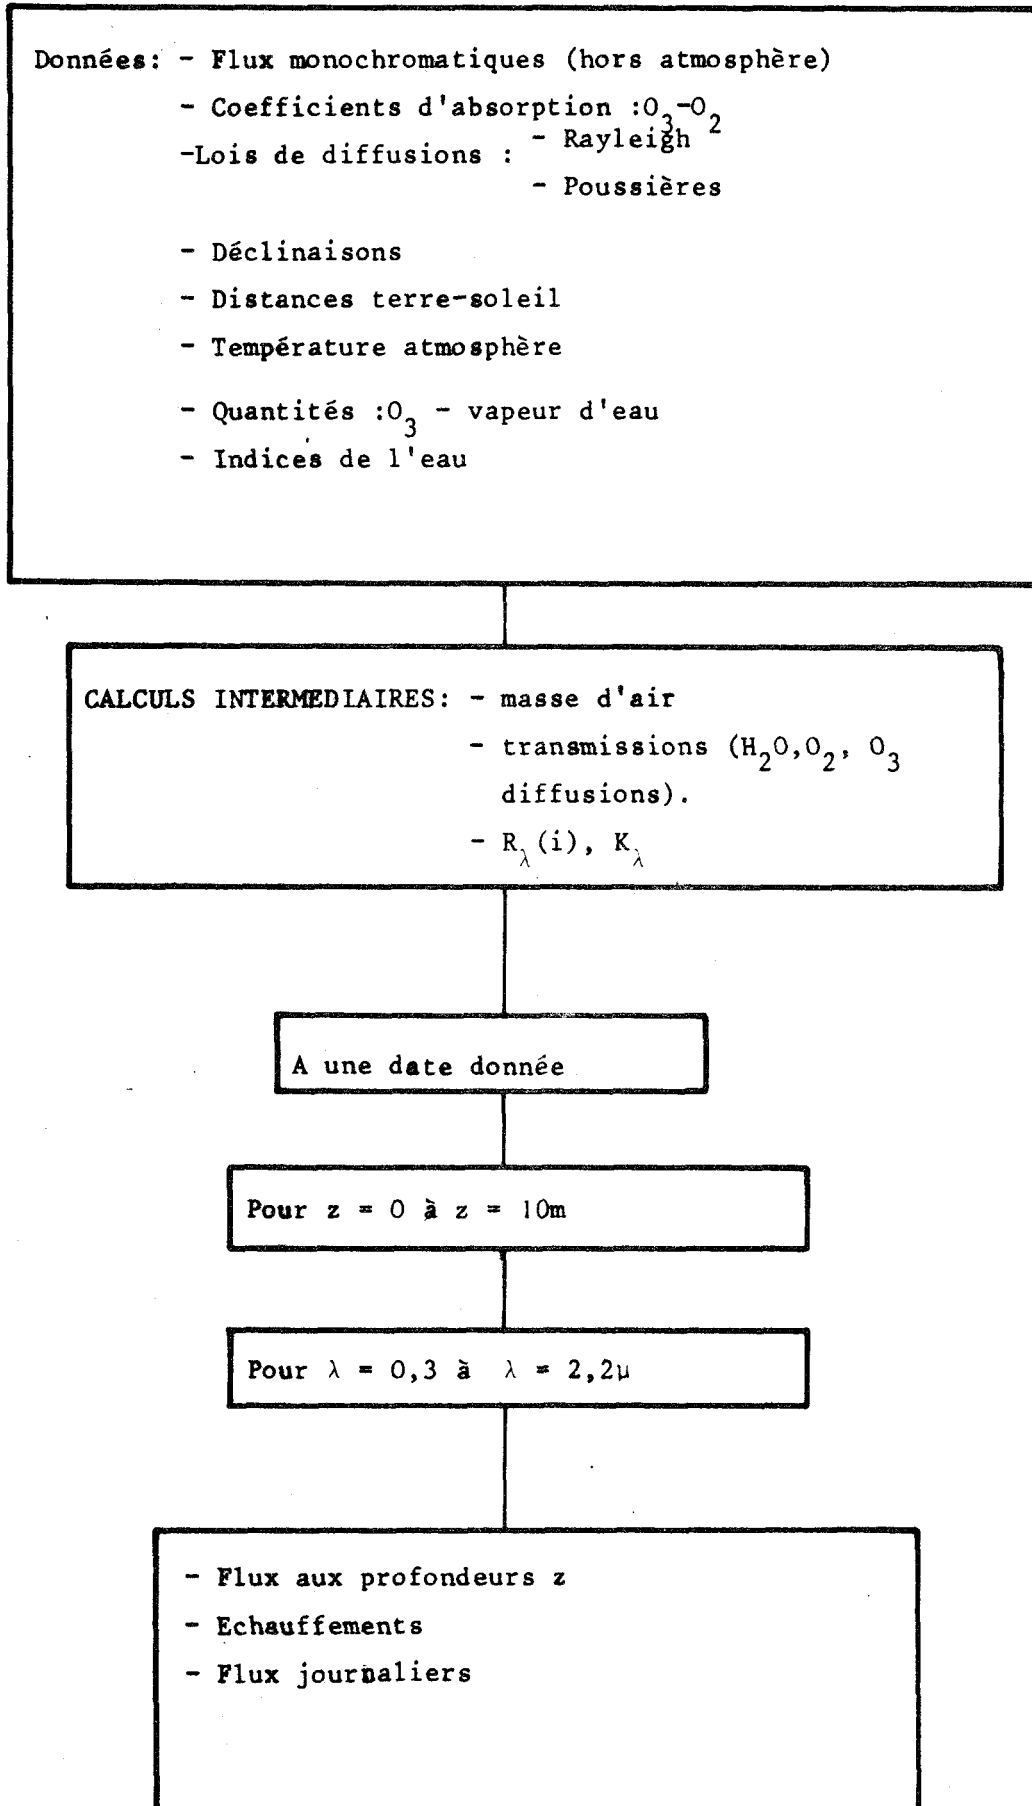 Données: - Flux monochromatiques (hors atmosphère)
- Coefficients d'absorption :O₃-O₂
-Lois de diffusions :
- Rayleigh
- Poussières
- Déclinaisons
- Distances terre-soleil
- Température atmosphère
- Quantités :O₃ - vapeur d'eau
- Indices de l'eau
CALCULS INTERMEDIAIRES: - masse d'air
- transmissions (H₂O,O₂, O₃
diffusions).
- R_λ(i), K_λ
A une date donnée
Pour z = 0 à z = 10m
Pour λ = 0,3 à λ = 2,2μ
- Flux aux profondeurs z
- Echauffements
- Flux journaliers